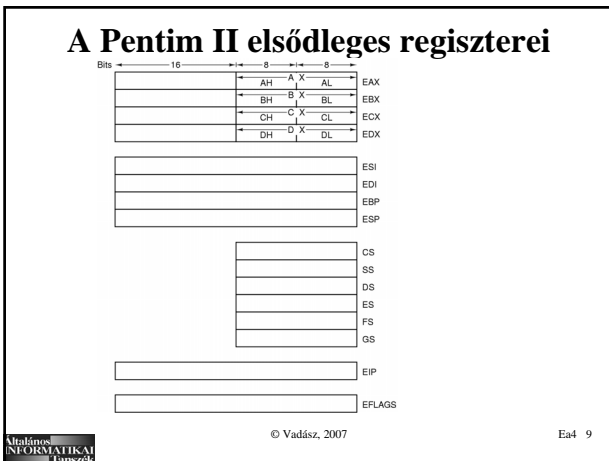 A Pentim II elsődleges regiszterei
Bits 16 8 8
A X
AH AL EAX
B X
BH BL EBX
C X
CH CL ECX
D X
DH DL EDX
ESI
EDI
EBP
ESP
CS
SS
DS
ES
FS
GS
EIP
EFLAGS
© Vadász, 2007 Ea4 9
Általános
INFORMATIKAI
Tanszék